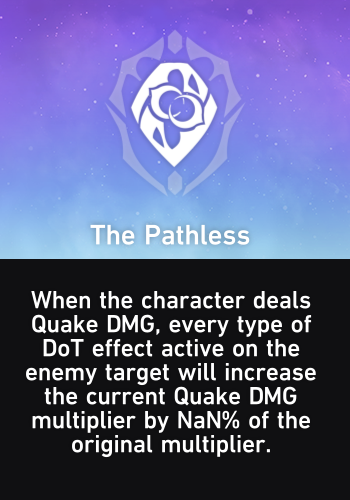 The Pathless
When the character deals
Quake DMG, every type of
DoT effect active on the
enemy target will increase
the current Quake DMG
multiplier by NaN% of the
original multiplier.